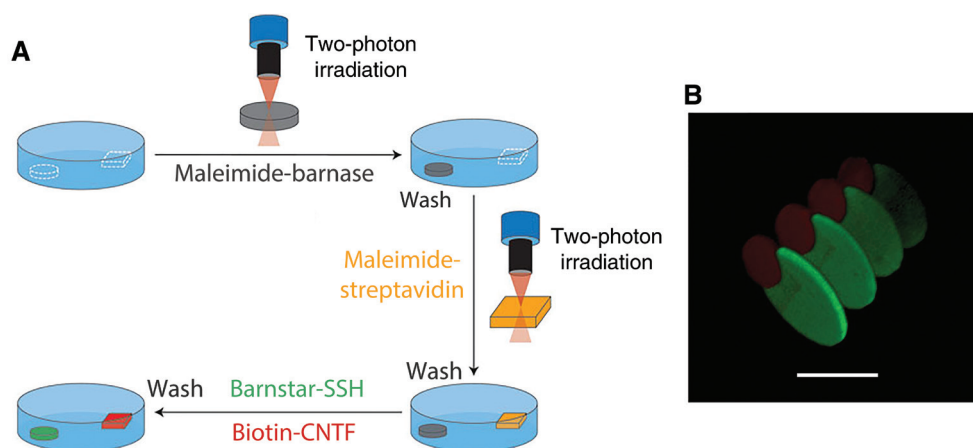 A
Two-photon
irradiation
B
Maleimide-barnase
Wash
Maleimide-
streptavidin
Two-photon
irradiation
Wash
Wash
Barnstar-SSH
Biotin-CNTF